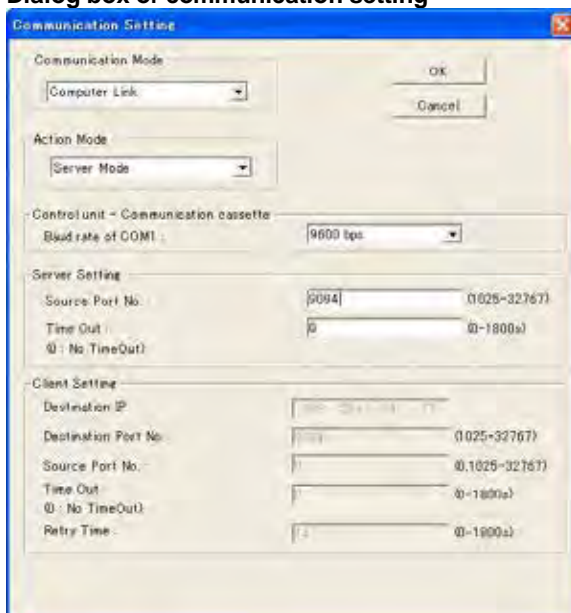 Dialog box of communication setting
Communication Setting
Communication Mode
Computer Link
OK
Cancel
Action Mode
Server Mode
Control unit - Communication cassette
Baud rate of COM1 :
9600 bps
Server Setting
Source Port No. (1025-32767)
Time Out : 0 (0-1800s)
(0 : No TimeOut)
Client Setting
Destination IP
Destination Port No. (1025-32767)
Source Port No. (0,1025-32767)
Time Out (0-1800s)
(0 : No TimeOut)
Retry Time : (0-1800s)